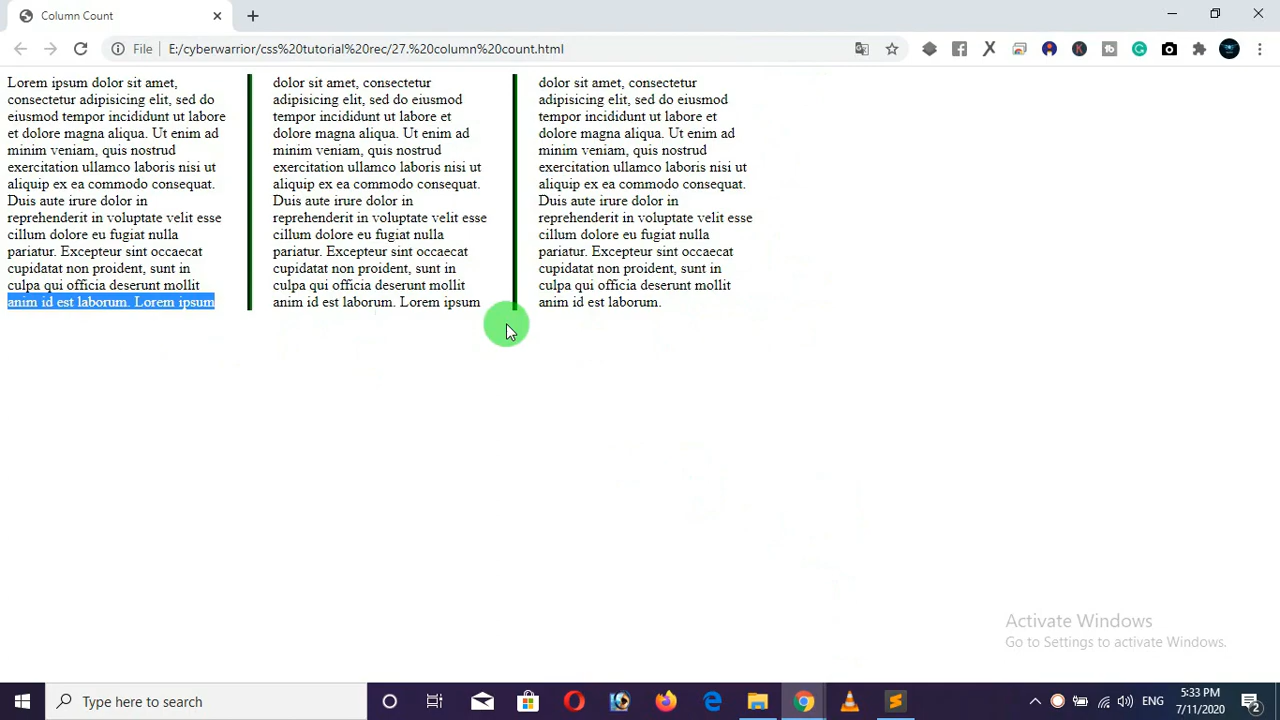 Column Count
File
E:/cyberwarrior/css%20tutorial%20rec/27.%20column%20count.html
Lorem ipsum dolor sit amet,
consectetur adipisicing elit, sed do
eiusmod tempor incididunt ut labore
et dolore magna aliqua. Ut enim ad
minim veniam, quis nostrud
exercitation ullamco laboris nisi ut
aliquip ex ea commodo consequat.
Duis aute irure dolor in
reprehenderit in voluptate velit esse
cillum dolore eu fugiat nulla
pariatur. Excepteur sint occaecat
cupidatat non proident, sunt in
culpa qui officia deserunt mollit
anim id est laborum. Lorem ipsum
dolor sit amet, consectetur
adipisicing elit, sed do eiusmod
tempor incididunt ut labore et
dolore magna aliqua. Ut enim ad
minim veniam, quis nostrud
exercitation ullamco laboris nisi ut
aliquip ex ea commodo consequat.
Duis aute irure dolor in
reprehenderit in voluptate velit esse
cillum dolore eu fugiat nulla
pariatur. Excepteur sint occaecat
cupidatat non proident, sunt in
culpa qui officia deserunt mollit
anim id est laborum. Lorem ipsum
dolor sit amet, consectetur
adipisicing elit, sed do eiusmod
tempor incididunt ut labore et
dolore magna aliqua. Ut enim ad
minim veniam, quis nostrud
exercitation ullamco laboris nisi ut
aliquip ex ea commodo consequat.
Duis aute irure dolor in
reprehenderit in voluptate velit esse
cillum dolore eu fugiat nulla
pariatur. Excepteur sint occaecat
cupidatat non proident, sunt in
culpa qui officia deserunt mollit
anim id est laborum.
Activate Windows
Go to Settings to activate Windows.
Type here to search
ENG
5:33 PM
7/11/2020
2